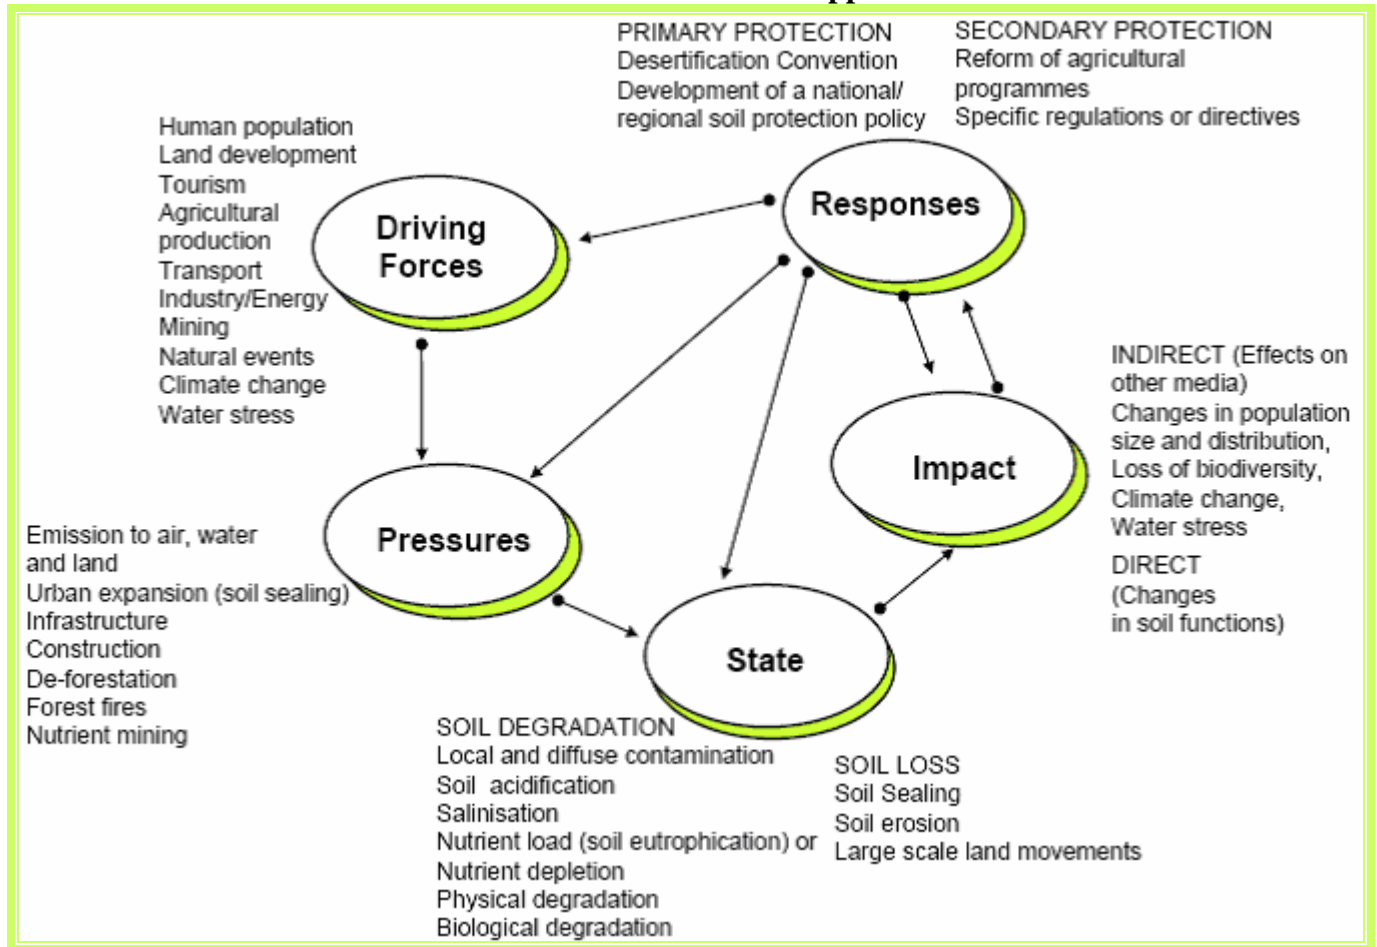 PRIMARY PROTECTION
Desertification Convention
Development of a national/
regional soil protection policy
SECONDARY PROTECTION
Reform of agricultural
programmes
Specific regulations or directives
Human population
Land development
Tourism
Agricultural
production
Transport
Industry/Energy
Mining
Natural events
Climate change
Water stress
Driving
Forces
Responses
INDIRECT (Effects on
other media)
Changes in population
size and distribution,
Loss of biodiversity,
Climate change,
Water stress
DIRECT
(Changes
in soil functions)
Impact
Pressures
Emission to air, water
and land
Urban expansion (soil sealing)
Infrastructure
Construction
De-forestation
Forest fires
Nutrient mining
State
SOIL DEGRADATION
Local and diffuse contamination
Soil acidification
Salinisation
Nutrient load (soil eutrophication) or
Nutrient depletion
Physical degradation
Biological degradation
SOIL LOSS
Soil Sealing
Soil erosion
Large scale land movements